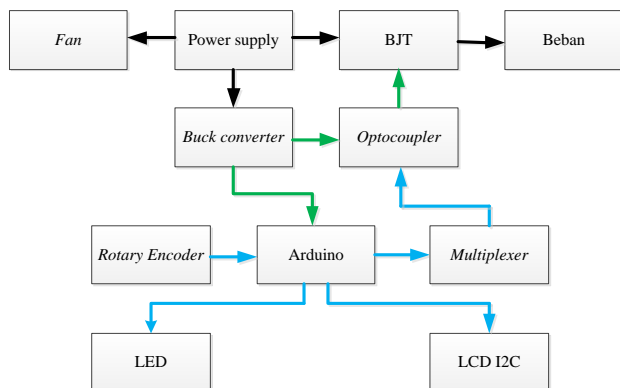 Fan
Power supply
BJT
Beban
Buck converter
Optocoupler
Rotary Encoder
Arduino
Multiplexer
LED
LCD I2C